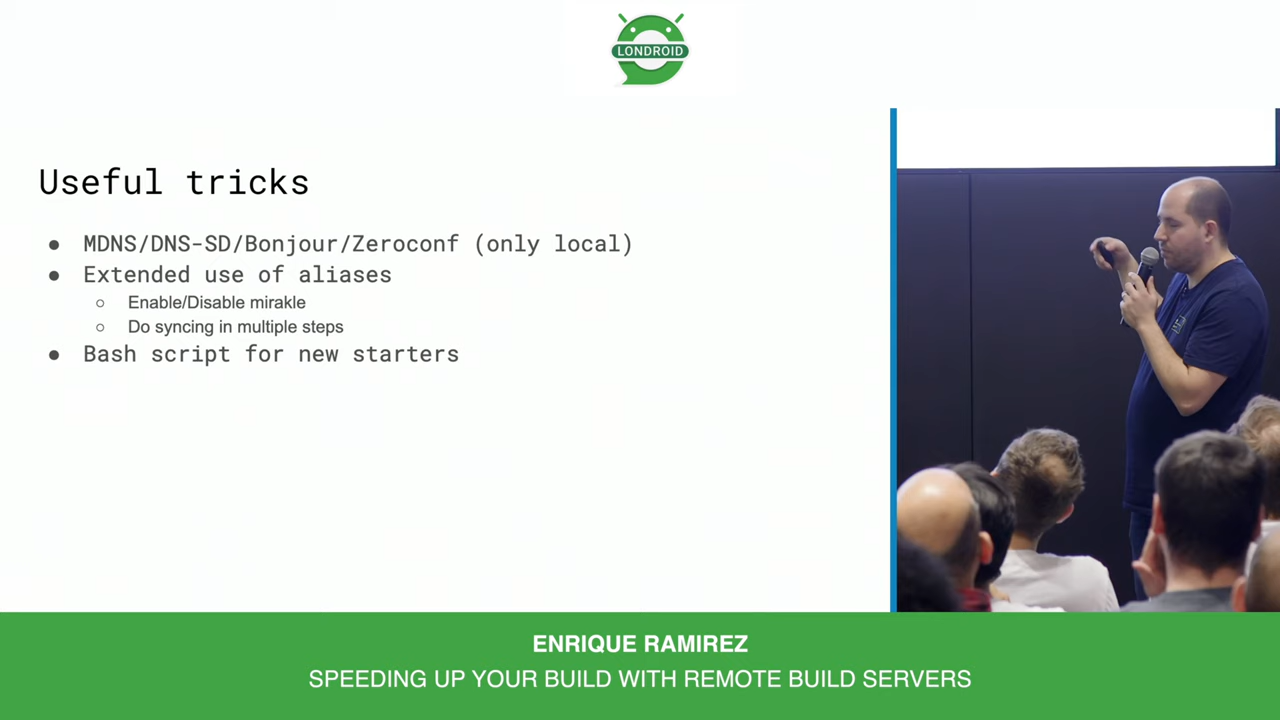 LONDROID
Useful tricks
● MDNS/DNS-SD/Bonjour/Zeroconf (only local)
● Extended use of aliases
○ Enable/Disable mirakle
○ Do syncing in multiple steps
● Bash script for new starters
ENRIQUE RAMIREZ
SPEEDING UP YOUR BUILD WITH REMOTE BUILD SERVERS